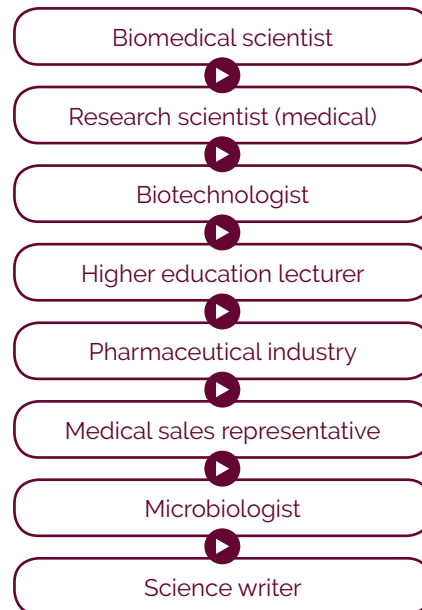 Biomedical scientist
Research scientist (medical)
Biotechnologist
Higher education lecturer
Pharmaceutical industry
Medical sales representative
Microbiologist
Science writer